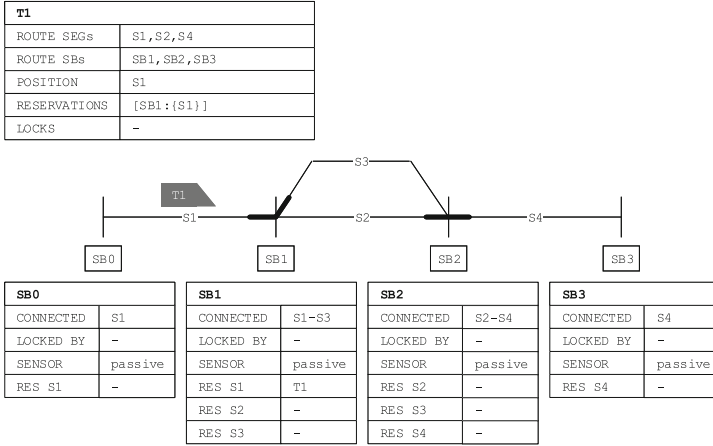 T1
ROUTE SEGs S1,S2,S4
ROUTE SBs SB1,SB2,SB3
POSITION S1
RESERVATIONS [SB1:{S1}]
LOCKS -
S3
T1
S1 S2 S4
SB0 SB1 SB2 SB3
SB0
CONNECTED S1
LOCKED BY -
SENSOR passive
RES S1 -
SB1
CONNECTED S1-S3
LOCKED BY -
SENSOR passive
RES S1 T1
RES S2 -
RES S3 -
SB2
CONNECTED S2-S4
LOCKED BY -
SENSOR passive
RES S2 -
RES S3 -
RES S4 -
SB3
CONNECTED S4
LOCKED BY -
SENSOR passive
RES S4 -